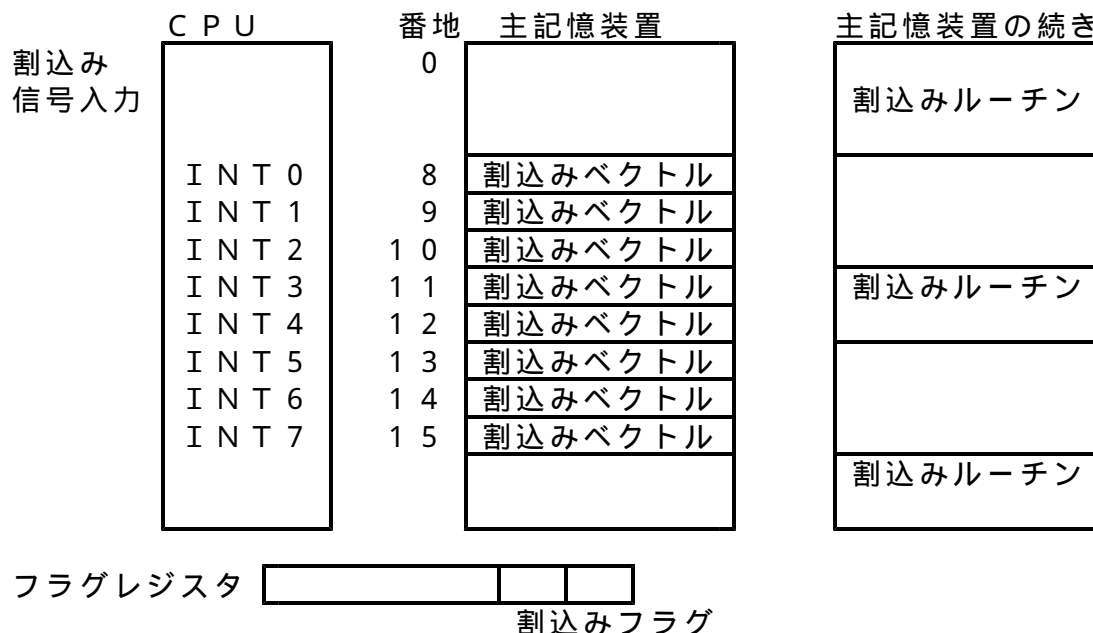 ＣＰＵ 番地 主記憶装置 主記憶装置の続き
割込み 0
信号入力 割込みルーチン
ＩＮＴ0 8 割込みベクトル
ＩＮＴ1 9 割込みベクトル
ＩＮＴ2 10 割込みベクトル
ＩＮＴ3 11 割込みベクトル 割込みルーチン
ＩＮＴ4 12 割込みベクトル
ＩＮＴ5 13 割込みベクトル
ＩＮＴ6 14 割込みベクトル
ＩＮＴ7 15 割込みベクトル
割込みルーチン
フラグレジスタ
割込みフラグ